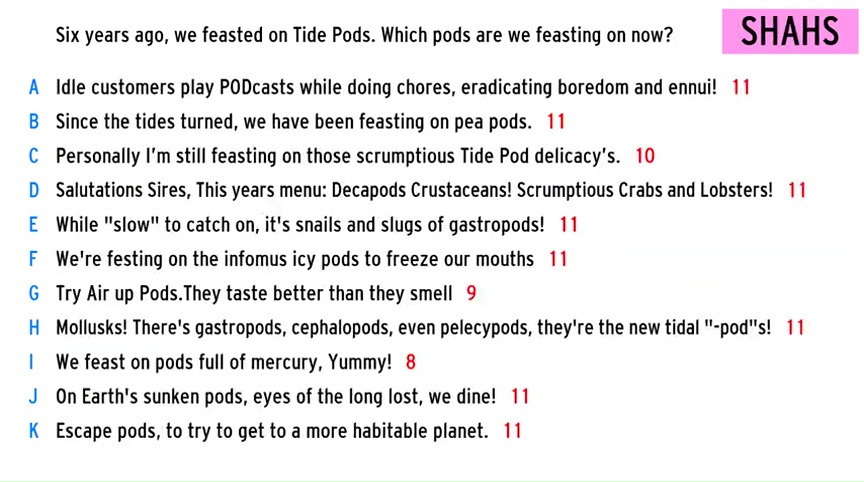 Six years ago, we feasted on Tide Pods. Which pods are we feasting on now?
SHAHS
A Idle customers play PODcasts while doing chores, eradicating boredom and ennui! 11
B Since the tides turned, we have been feasting on pea pods. 11
C Personally I'm still feasting on those scrumptious Tide Pod delicacy's. 10
D Salutations Sires, This years menu: Decapods Crustaceans! Scrumptious Crabs and Lobsters! 11
E While "slow" to catch on, it's snails and slugs of gastropods! 11
F We're festing on the infomus icy pods to freeze our mouths 11
G Try Air up Pods.They taste better than they smell 9
H Mollusks! There's gastropods, cephalopods, even pelecypods, they're the new tidal "-pod"s! 11
I We feast on pods full of mercury, Yummy! 8
J On Earth's sunken pods, eyes of the long lost, we dine! 11
K Escape pods, to try to get to a more habitable planet. 11